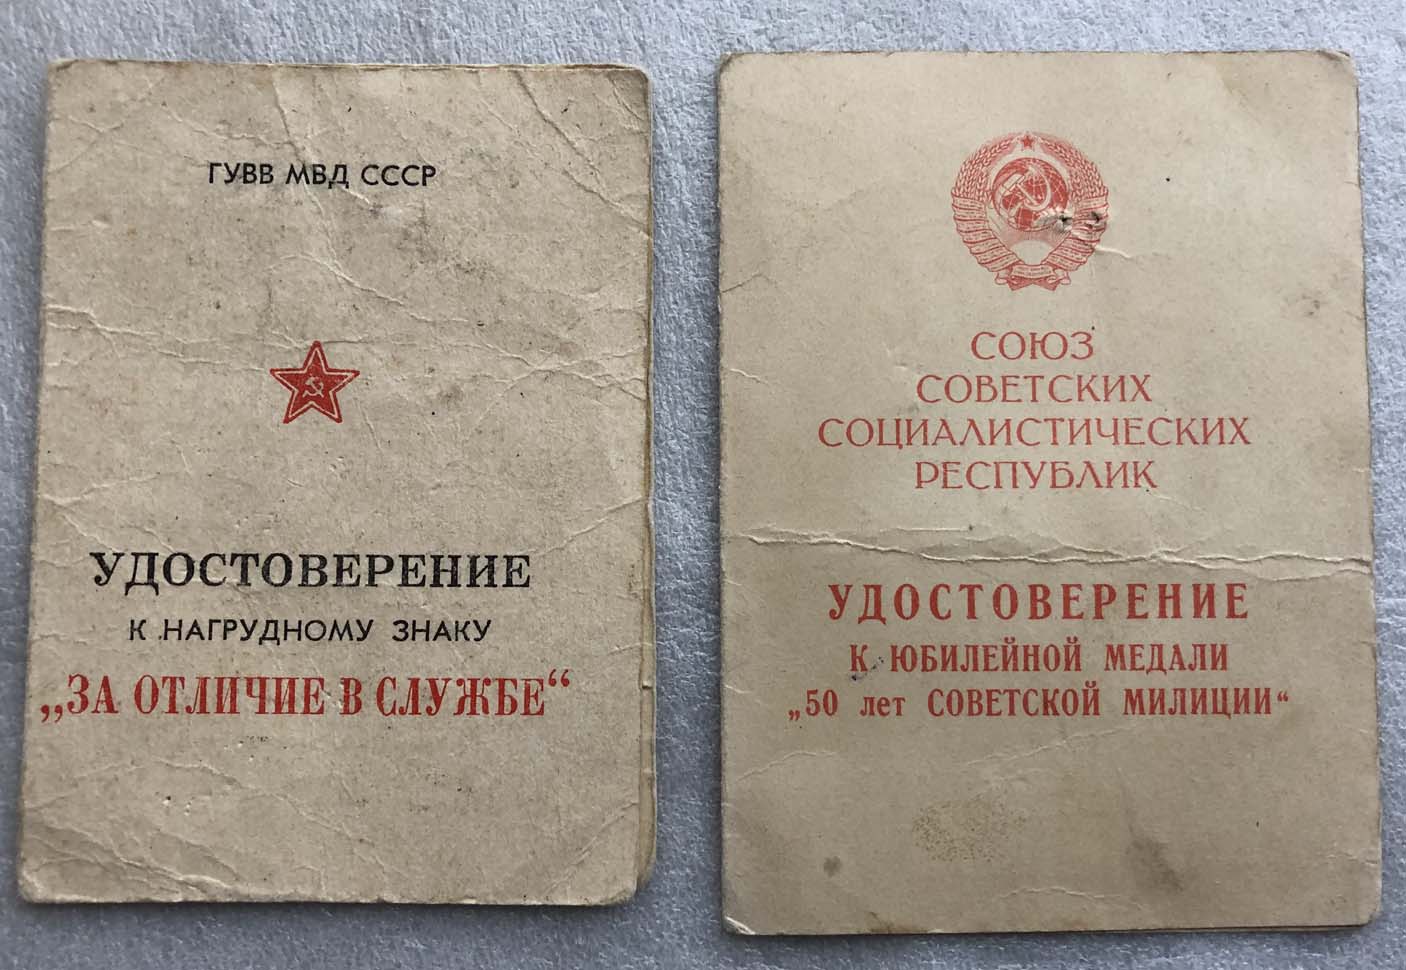 ГУВВ МВД СССР
УДОСТОВЕРЕНИЕ
К НАГРУДНОМУ ЗНАКУ
„ЗА ОТЛИЧИЕ В СЛУЖБЕ“
СОЮЗ
СОВЕТСКИХ
СОЦИАЛИСТИЧЕСКИХ
РЕСПУБЛИК
УДОСТОВЕРЕНИЕ
К ЮБИЛЕЙНОЙ МЕДАЛИ
„50 лет СОВЕТСКОЙ МИЛИЦИИ“